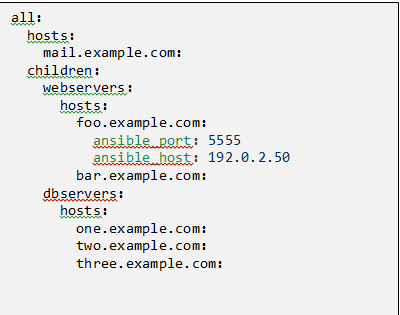 all:
  hosts:
    mail.example.com:
  children:
    webservers:
      hosts:
        foo.example.com:
          ansible_port: 5555
          ansible_host: 192.0.2.50
        bar.example.com:
    dbservers:
      hosts:
        one.example.com:
        two.example.com:
        three.example.com: